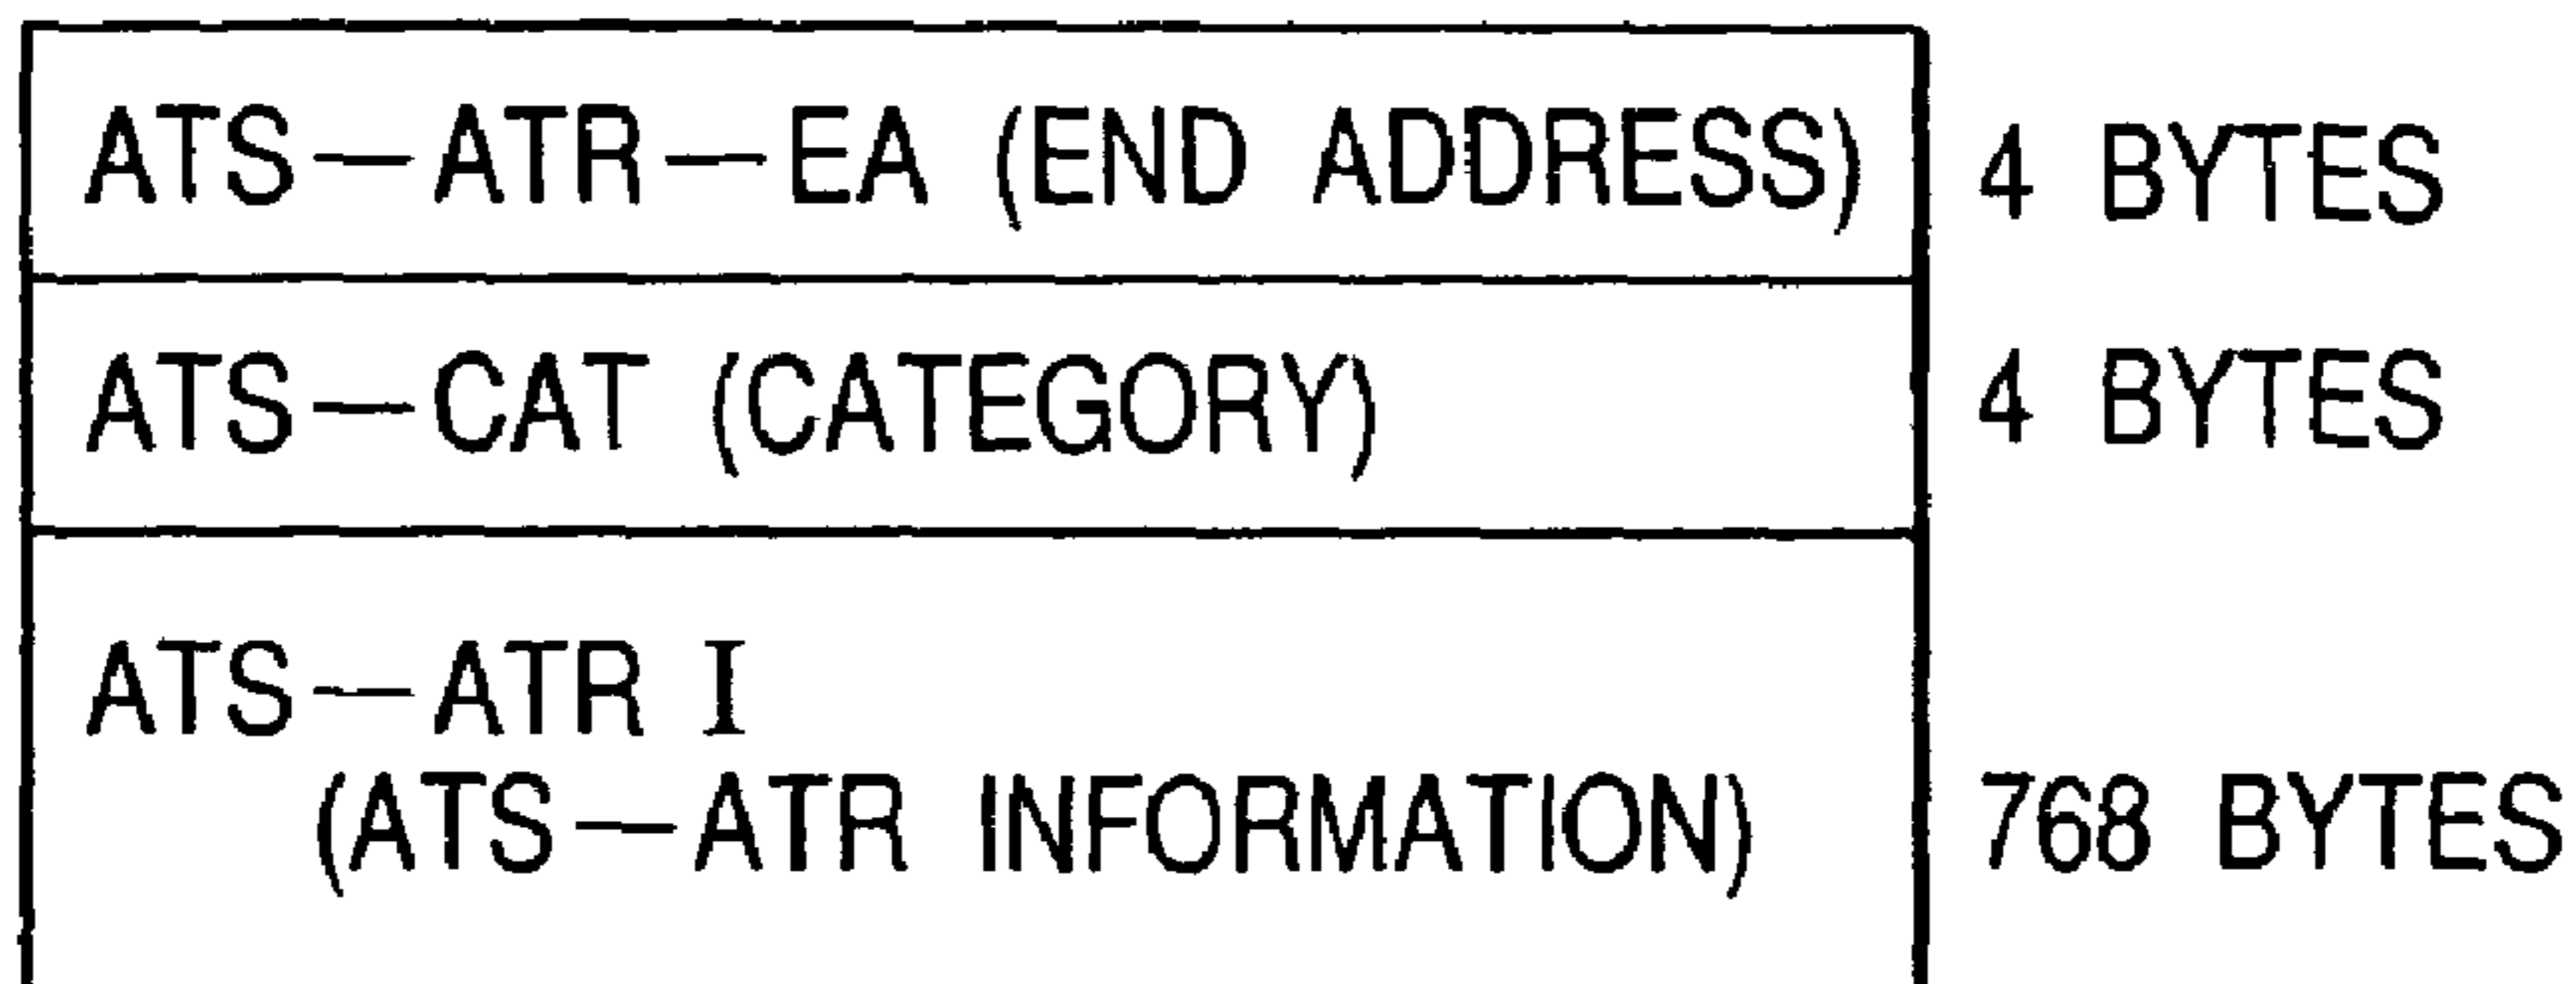 ATS—ATR—EA (END ADDRESS) 4 BYTES
ATS—CAT (CATEGORY) 4 BYTES
ATS—ATR I
(ATS—ATR INFORMATION) 768 BYTES